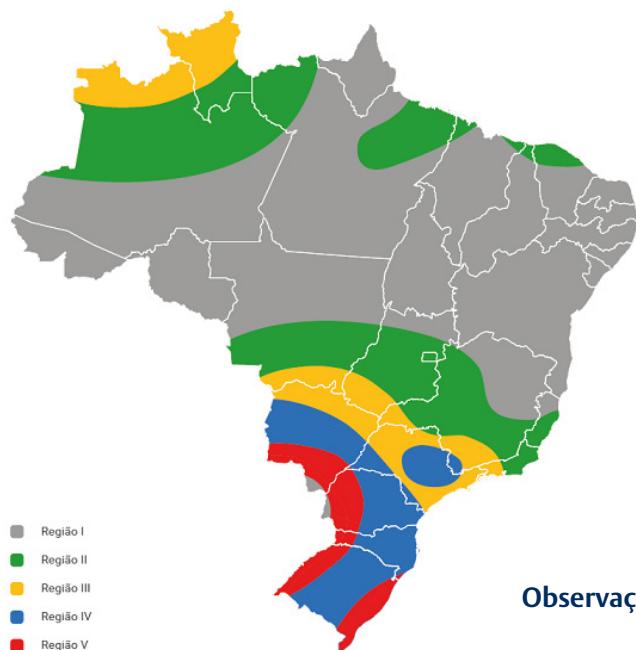 Região I
Região II
Região III
Região IV
Região V
Observaç